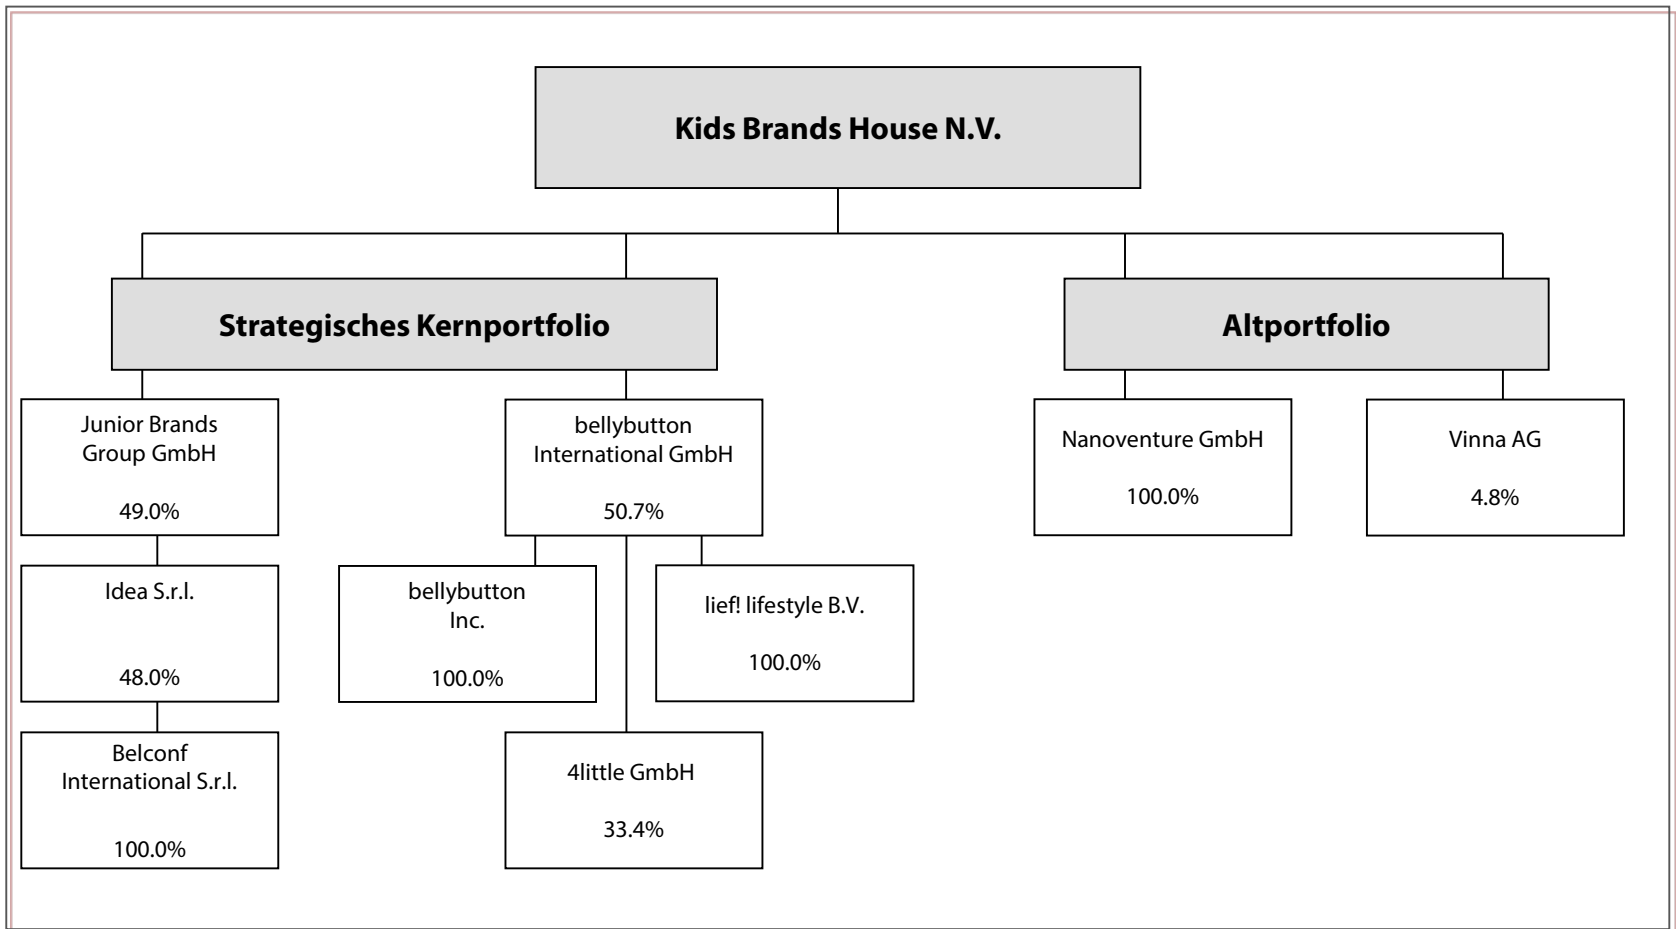 Kids Brands House N.V.
Strategisches Kernportfolio
Altportfolio
Junior Brands
Group GmbH
49.0%
bellybutton
International GmbH
50.7%
Nanoventure GmbH
100.0%
Vinna AG
4.8%
Idea S.r.l.
48.0%
bellybutton
Inc.
100.0%
lief! lifestyle B.V.
100.0%
Belconf
International S.r.l.
100.0%
4little GmbH
33.4%